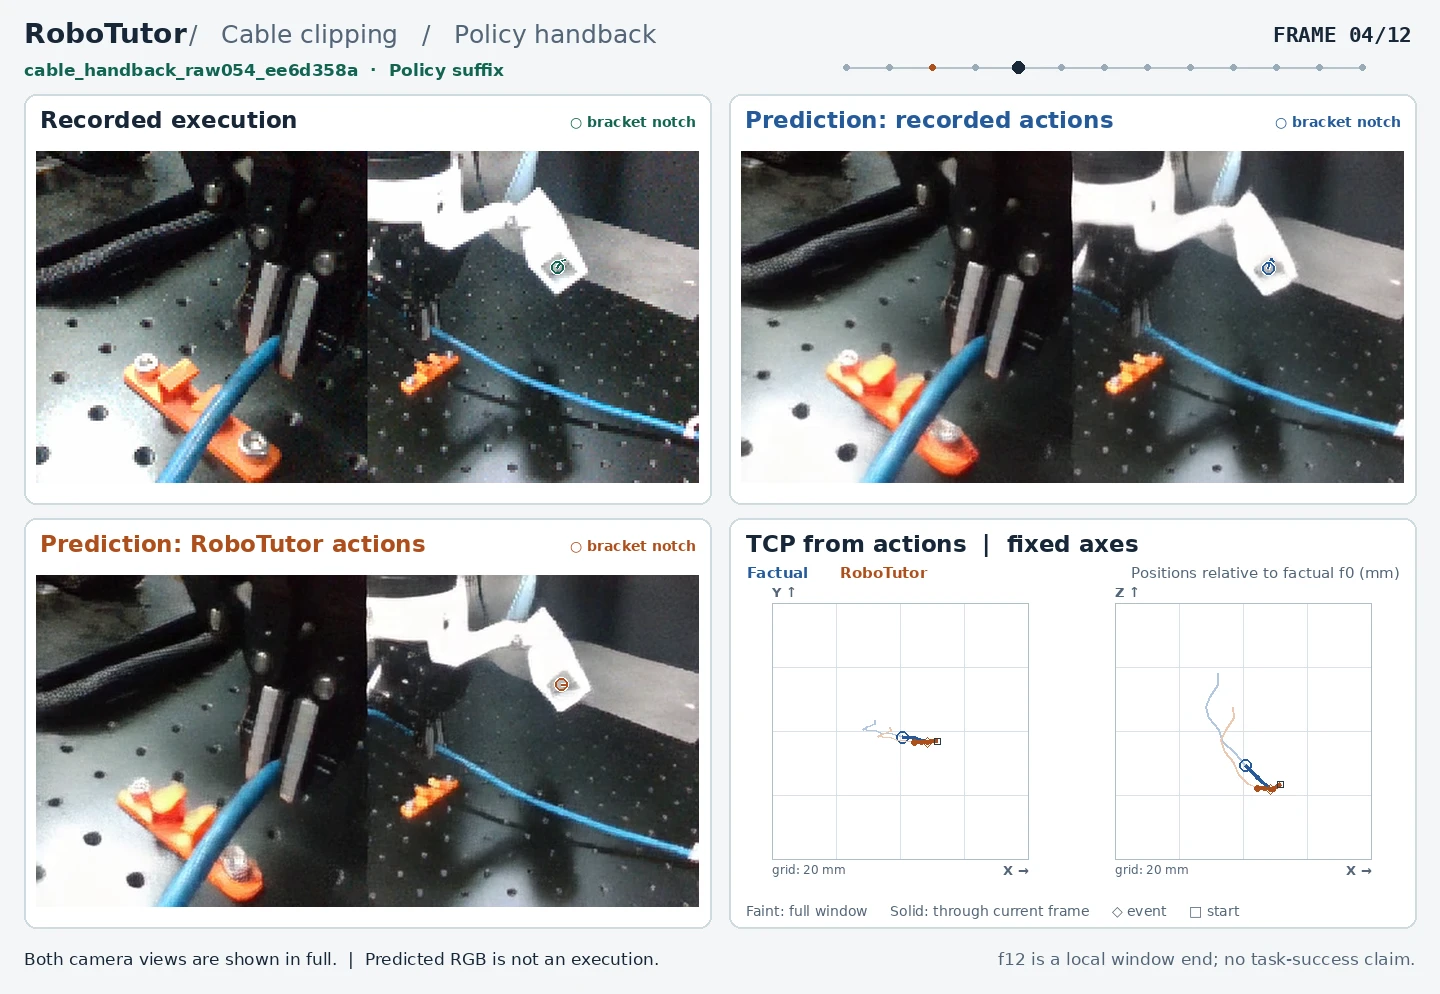 RoboTutor / Cable clipping / Policy handback
FRAME 04/12
cable_handback_raw054_ee6d358a · Policy suffix
Recorded execution
○ bracket notch
Prediction: recorded actions
○ bracket notch
Prediction: RoboTutor actions
○ bracket notch
TCP from actions | fixed axes
Factual RoboTutor
Positions relative to factual f0 (mm)
Y ↑
Z ↑
grid: 20 mm
X →
grid: 20 mm
X →
Faint: full window Solid: through current frame ◇ event □ start
Both camera views are shown in full. | Predicted RGB is not an execution.
f12 is a local window end; no task-success claim.